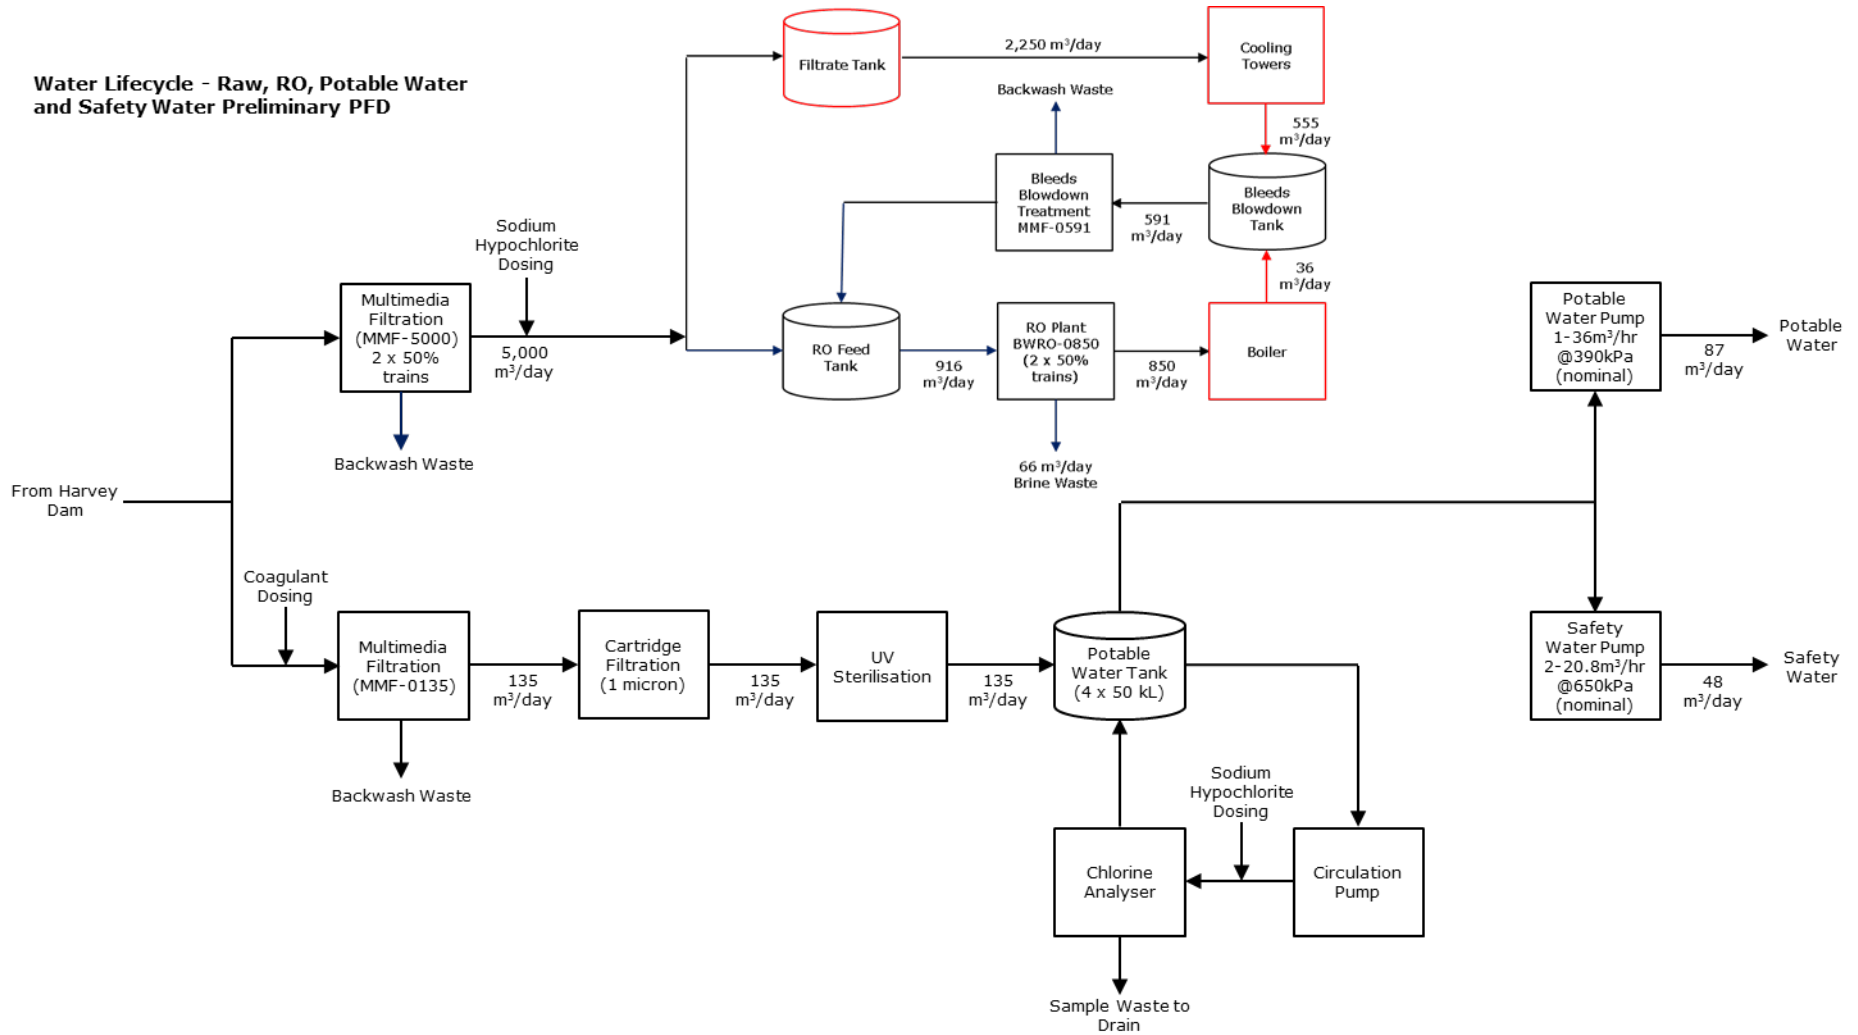 Water Lifecycle - Raw, RO, Potable Water
and Safety Water Preliminary PFD
Filtrate Tank
2,250 m³/day
Cooling
Towers
555
m³/day
Backwash Waste
Bleeds
Blowdown
Treatment
MMF-0591
591
m³/day
Bleeds
Blowdown
Tank
36
m³/day
Sodium
Hypochlorite
Dosing
Multimedia
Filtration
(MMF-5000)
2 x 50%
trains
5,000
m³/day
Backwash Waste
RO Feed
Tank
916
m³/day
RO Plant
BWRO-0850
(2 x 50%
trains)
850
m³/day
Boiler
66 m³/day
Brine Waste
Potable
Water Pump
1-36m³/hr
@390kPa
(nominal)
87
m³/day
Potable
Water
From Harvey
Dam
Coagulant
Dosing
Multimedia
Filtration
(MMF-0135)
135
m³/day
Backwash Waste
Cartridge
Filtration
(1 micron)
135
m³/day
UV
Sterilisation
135
m³/day
Potable
Water Tank
(4 x 50 kL)
Safety
Water Pump
2-20.8m³/hr
@650kPa
(nominal)
48
m³/day
Safety
Water
Sodium
Hypochlorite
Dosing
Chlorine
Analyser
Circulation
Pump
Sample Waste to
Drain